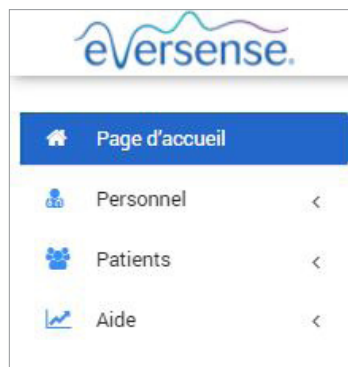 eversense.
Page d'accueil
Personnel
Patients
Aide